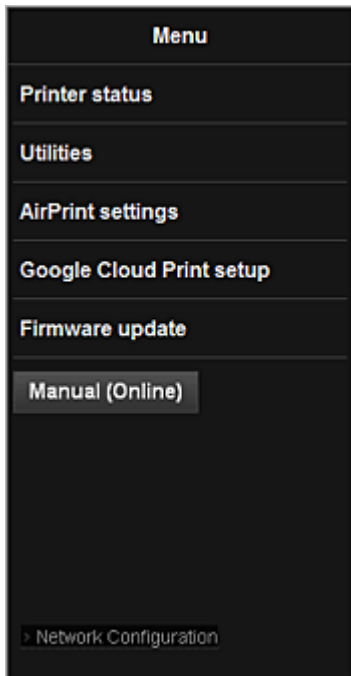 Menu
Printer status
Utilities
AirPrint settings
Google Cloud Print setup
Firmware update
Manual (Online)
> Network Configuration